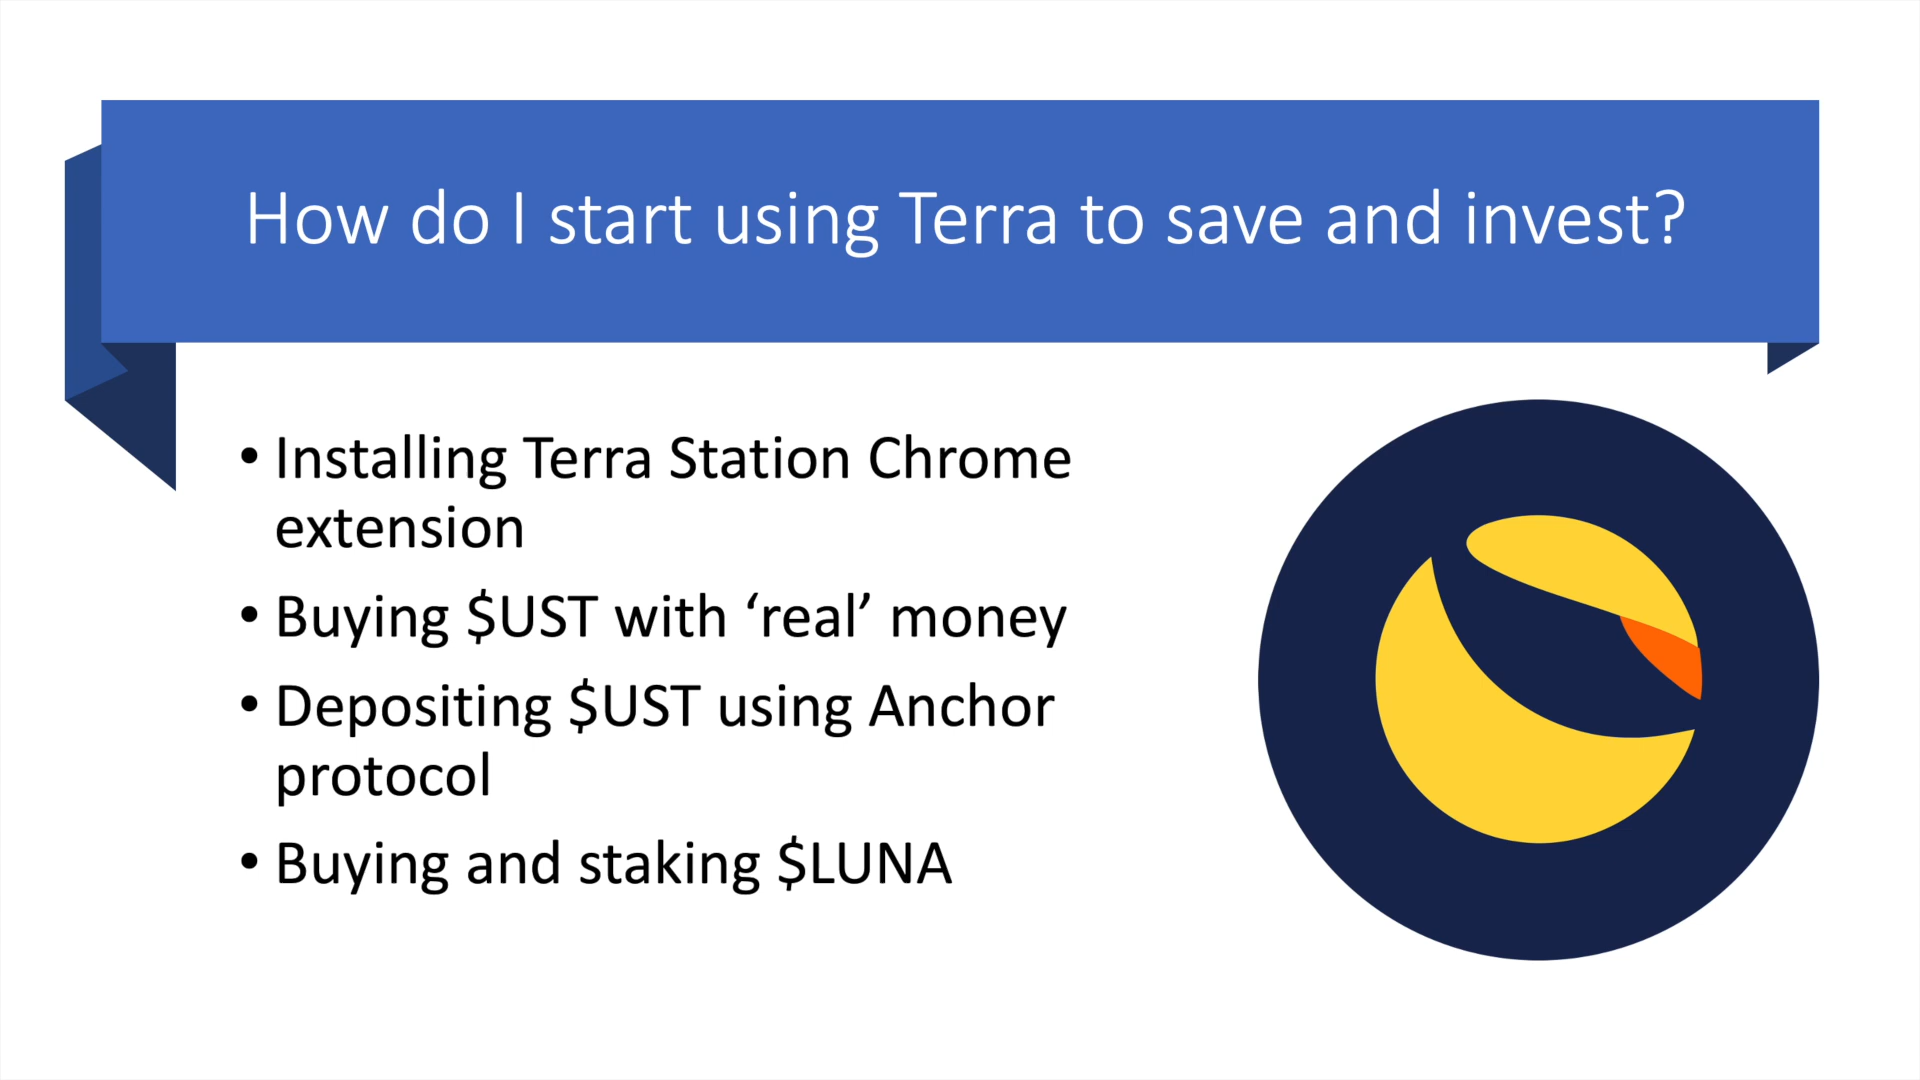 How do I start using Terra to save and invest?
• Installing Terra Station Chrome
extension
• Buying $UST with ‘real’ money
• Depositing $UST using Anchor
protocol
• Buying and staking $LUNA